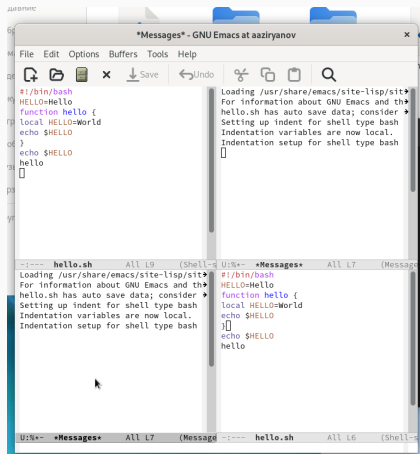 *Messages* - GNU Emacs at aaziryanov
File Edit Options Buffers Tools Help
Save Undo
#!/bin/bash
HELLO=Hello
function hello {
local HELLO=World
echo $HELLO
}
echo $HELLO
hello
-:--- hello.sh All L9 (Shell-s
Loading /usr/share/emacs/site-lisp/sit
For information about GNU Emacs and th
hello.sh has auto save data; consider
Setting up indent for shell type bash
Indentation variables are now local.
Indentation setup for shell type bash
U:%*- *Messages* All L7 (Message
Loading /usr/share/emacs/site-lisp/sit
For information about GNU Emacs and th
hello.sh has auto save data; consider
Setting up indent for shell type bash
Indentation variables are now local.
Indentation setup for shell type bash
U:%*- *Messages* All L7 (Message
#!/bin/bash
HELLO=Hello
function hello {
local HELLO=World
echo $HELLO
}
echo $HELLO
hello
-:--- hello.sh All L6 (Shell-s